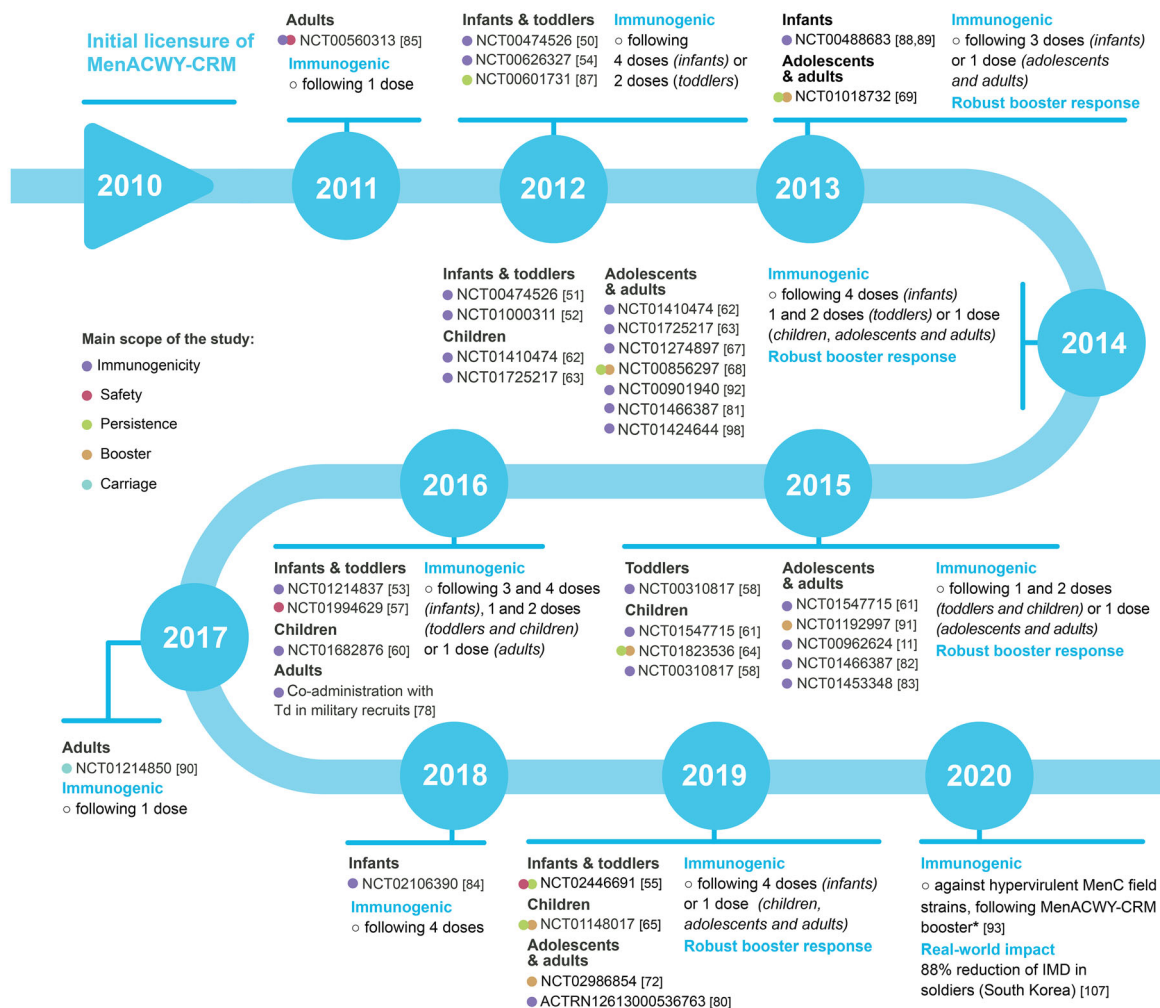 Initial licensure of
MenACWY-CRM
2010
Adults
NCT00560313 [85]
Immunogenic
○ following 1 dose
2011
Infants & toddlers
NCT00474526 [50]
NCT00626327 [54]
NCT00601731 [87]
Immunogenic
○ following
4 doses (infants) or
2 doses (toddlers)
2012
Infants
NCT00488683 [88,89]
Adolescents
& adults
NCT01018732 [69]
Immunogenic
○ following 3 doses (infants)
or 1 dose (adolescents
and adults)
Robust booster response
2013
Infants & toddlers
NCT00474526 [51]
NCT01000311 [52]
Children
NCT01410474 [62]
NCT01725217 [63]
Adolescents
& adults
NCT01410474 [62]
NCT01725217 [63]
NCT01274897 [67]
NCT00856297 [68]
NCT00901940 [92]
NCT01466387 [81]
NCT01424644 [98]
Immunogenic
○ following 4 doses (infants)
1 and 2 doses (toddlers) or 1 dose
(children, adolescents and adults)
Robust booster response
2014
Main scope of the study:
Immunogenicity
Safety
Persistence
Booster
Carriage
2016
Infants & toddlers
NCT01214837 [53]
NCT01994629 [57]
Children
NCT01682876 [60]
Adults
Co-administration with
Td in military recruits [78]
Immunogenic
○ following 3 and 4 doses
(infants), 1 and 2 doses
(toddlers and children)
or 1 dose (adults)
2015
Toddlers
NCT00310817 [58]
Children
NCT01547715 [61]
NCT01823536 [64]
NCT00310817 [58]
Adolescents
& adults
NCT01547715 [61]
NCT01192997 [91]
NCT00962624 [11]
NCT01466387 [82]
NCT01453348 [83]
Immunogenic
○ following 1 and 2 doses
(toddlers and children) or 1 dose
(adolescents and adults)
Robust booster response
2017
Adults
NCT01214850 [90]
Immunogenic
○ following 1 dose
2018
Infants
NCT02106390 [84]
Immunogenic
○ following 4 doses
2019
Infants & toddlers
NCT02446691 [55]
Children
NCT01148017 [65]
Adolescents
& adults
NCT02986854 [72]
ACTRN12613000536763 [80]
Immunogenic
○ following 4 doses (infants)
or 1 dose (children,
adolescents and adults)
Robust booster response
2020
Immunogenic
○ against hypervirulent MenC field
strains, following MenACWY-CRM
booster* [93]
Real-world impact
88% reduction of IMD in
soldiers (South Korea) [107]